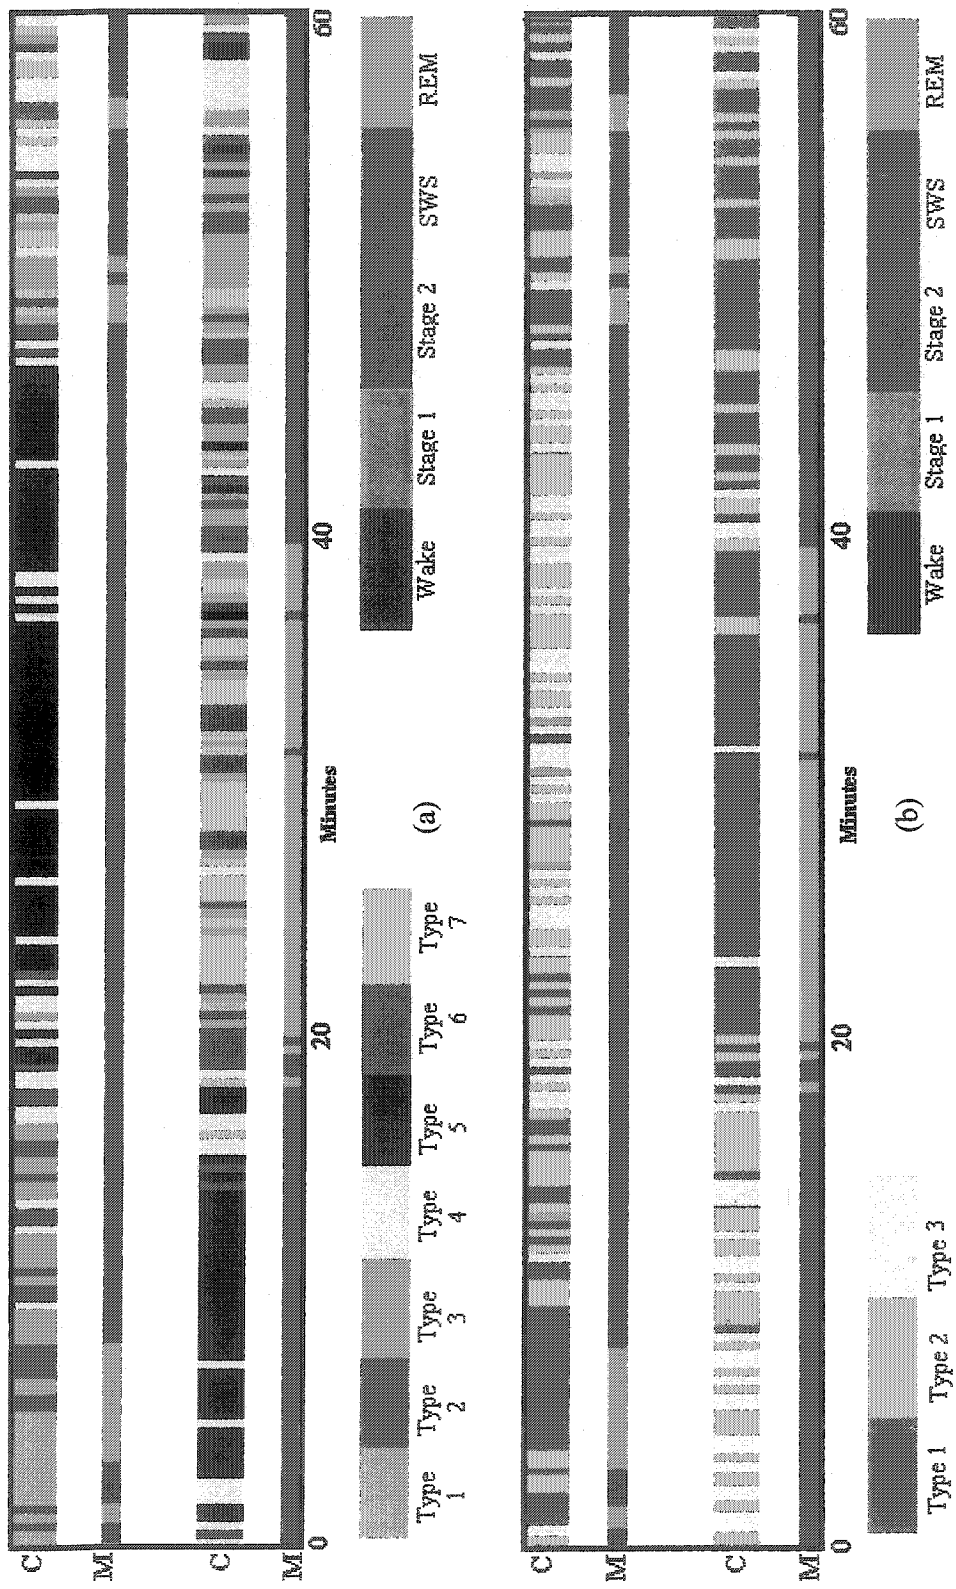 C
M
C
M
0
20
40
60
Minutes
Type 1
Type 2
Type 3
Type 4
Type 5
Type 6
Type 7
(a)
Wake
Stage 1
Stage 2
SWS
REM
C
M
C
M
0
20
40
60
Minutes
Type 1
Type 2
Type 3
(b)
Wake
Stage 1
Stage 2
SWS
REM